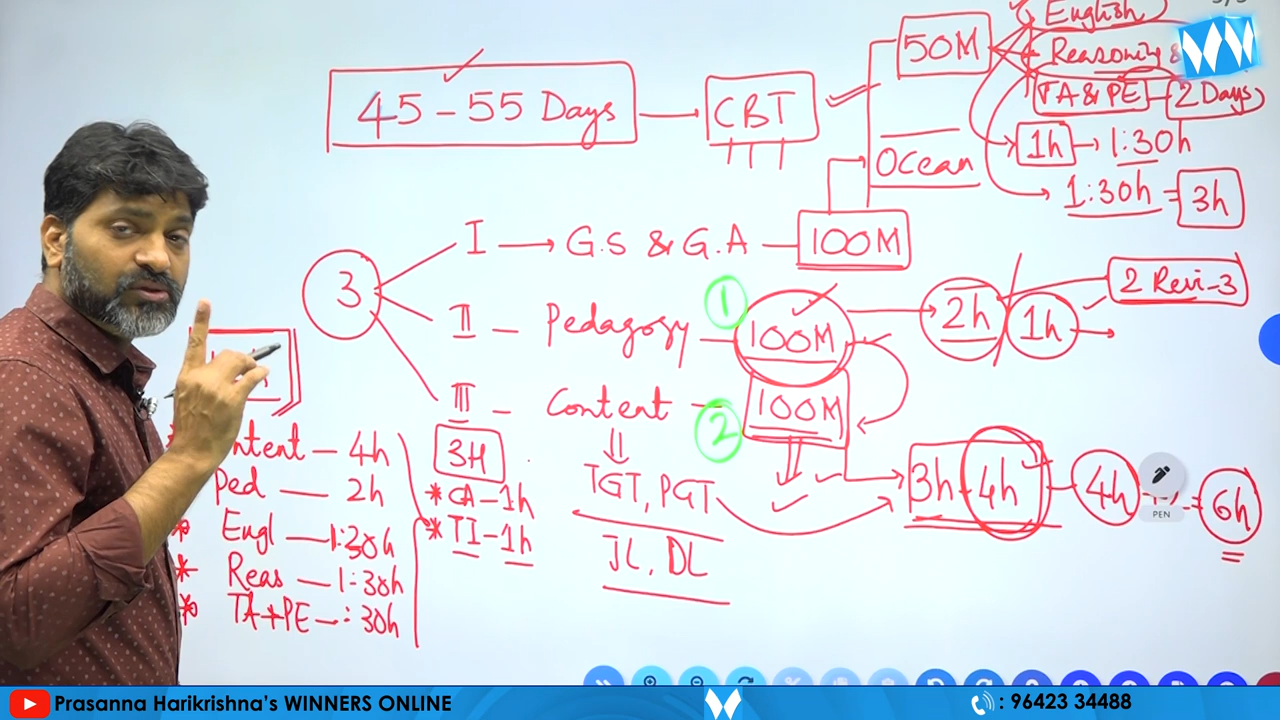 45-55 Days
CBT
50M
English
Reasoning &
TA & PE - 2 Days
1h → 1:30h
1:30h = 3h
Ocean
3
I → G.S & G.A - 100M
II - Pedagogy - 100M
1
2h
1h
2 Revi-3
III - Content - 100M
2
3H
* CA - 1h
* TI - 1h
TGT, PGT
JL, DL
3h - 4h - 4h
= 6h
ntent - 4h
Ped - 2h
* Engl - 1:30h
* Reas - 1:30h
* TA+PE - :30h
PEN
Prasanna Harikrishna's WINNERS ONLINE
W
: 96423 34488